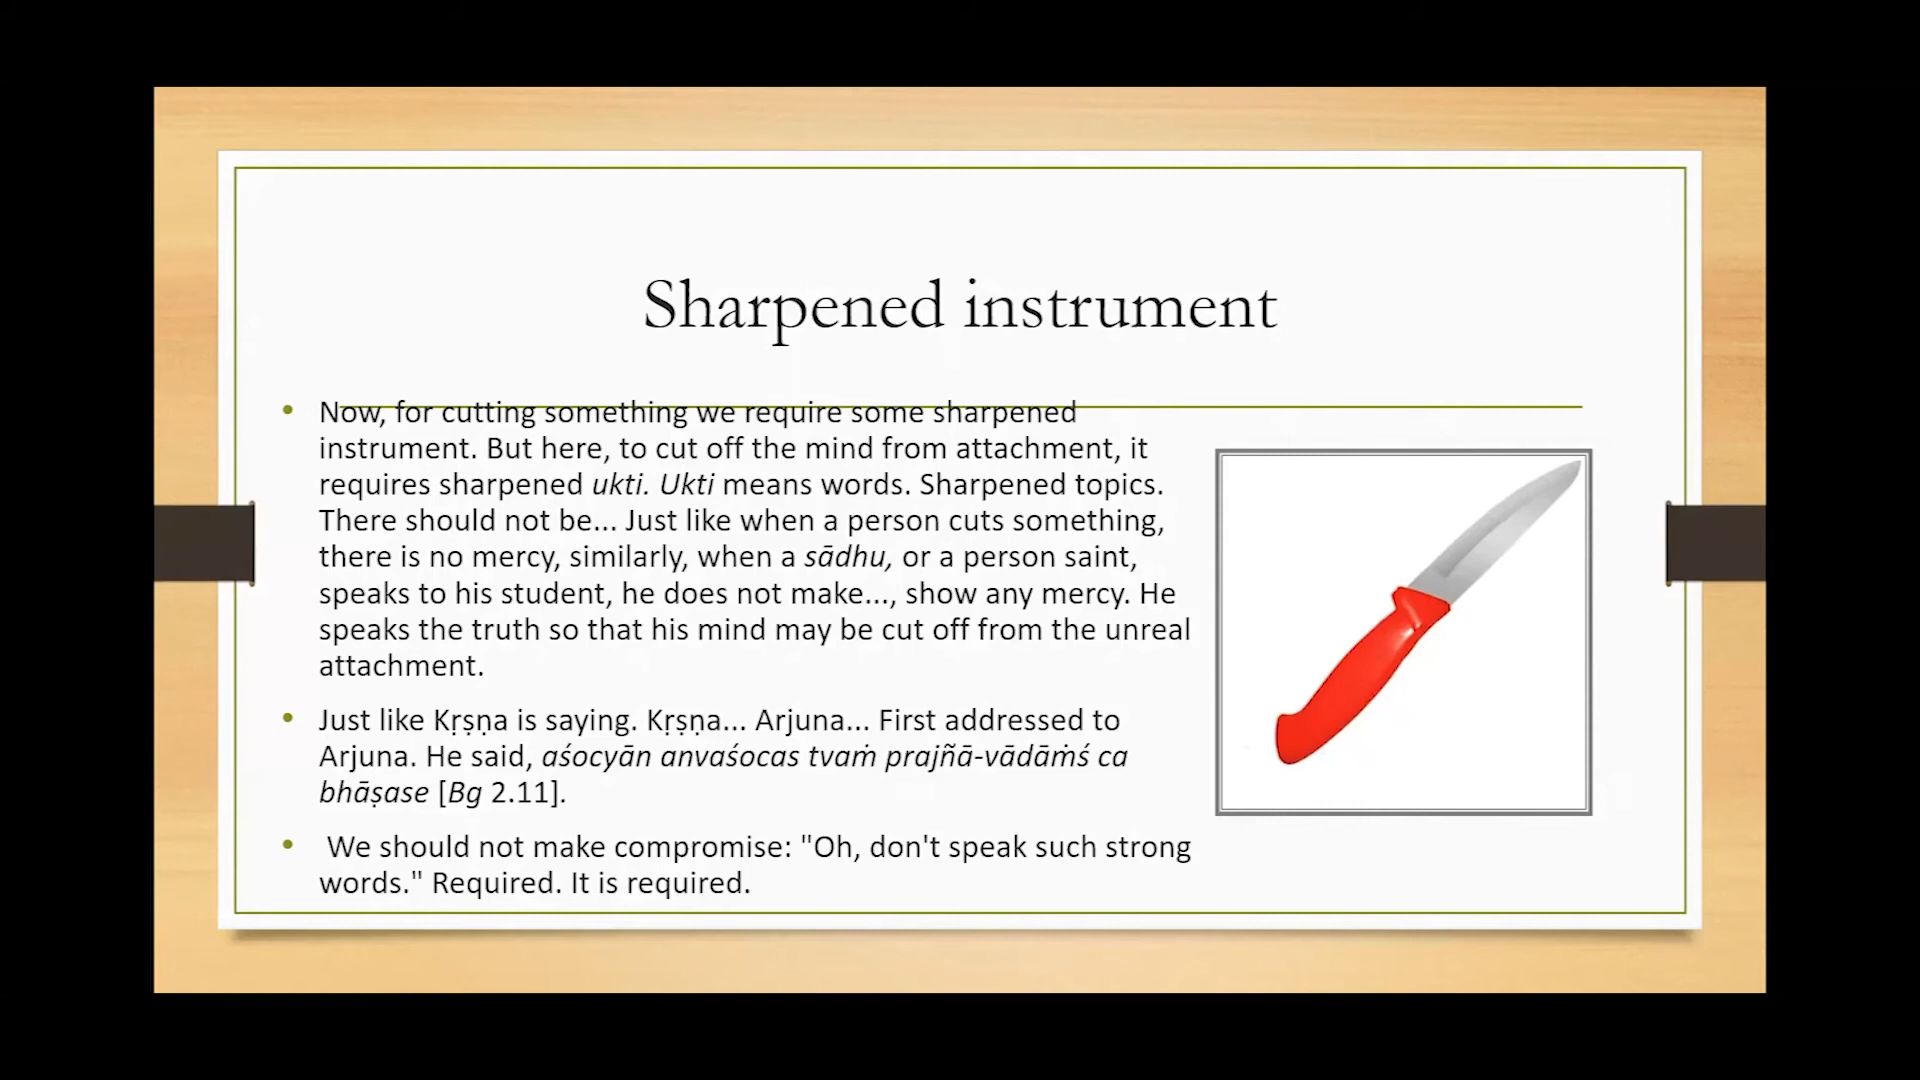 Sharpened instrument
• Now, for cutting something we require some sharpened
instrument. But here, to cut off the mind from attachment, it
requires sharpened ukti. Ukti means words. Sharpened topics.
There should not be... Just like when a person cuts something,
there is no mercy, similarly, when a sādhu, or a person saint,
speaks to his student, he does not make..., show any mercy. He
speaks the truth so that his mind may be cut off from the unreal
attachment.
• Just like Kṛṣṇa is saying. Kṛṣṇa... Arjuna... First addressed to
Arjuna. He said, aśocyān anvaśocas tvaṁ prajñā-vādāṁś ca
bhāṣase [Bg 2.11].
• We should not make compromise: "Oh, don't speak such strong
words." Required. It is required.